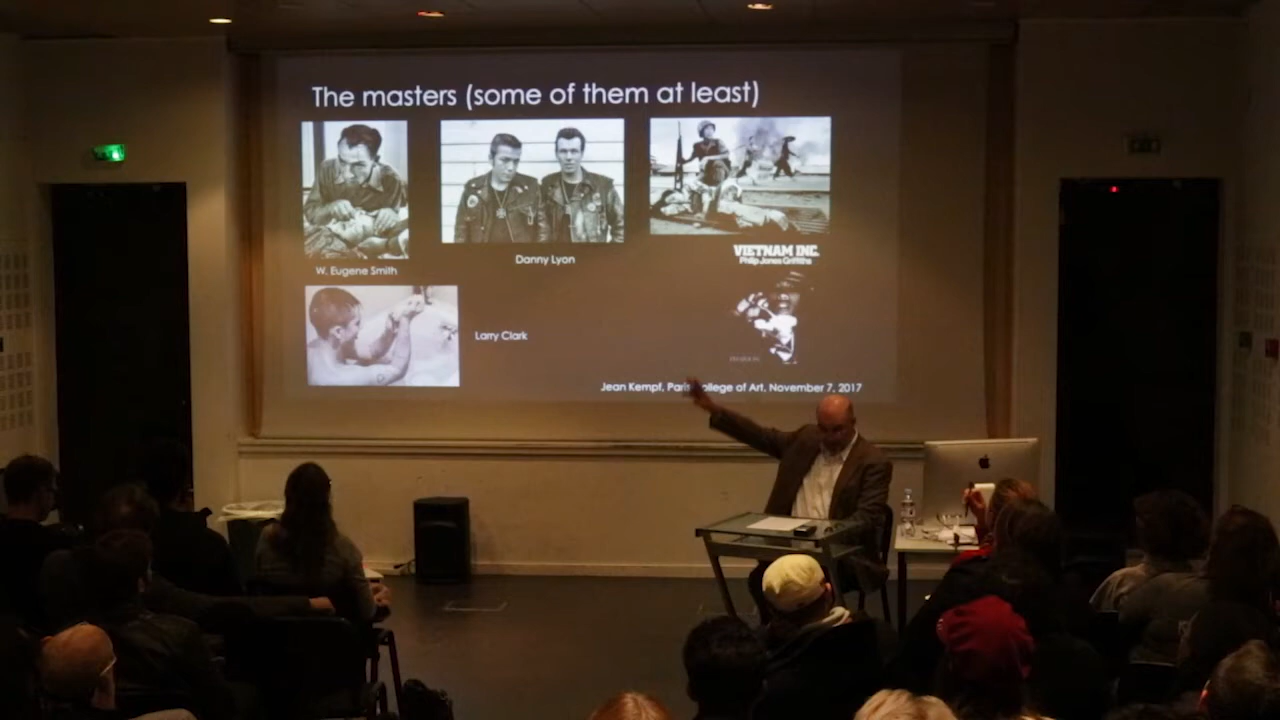 The masters (some of them at least)
W. Eugene Smith
Danny Lyon
VIETNAM INC.
Philip Jones Griffiths
Larry Clark
Jean Kempf, Paris College of Art, November 7, 2017